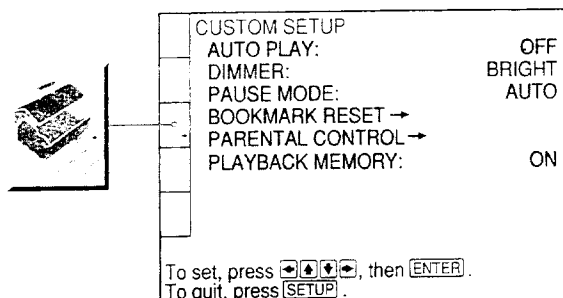 CUSTOM SETUP
AUTO PLAY: OFF
DIMMER: BRIGHT
PAUSE MODE: AUTO
BOOKMARK RESET →
PARENTAL CONTROL →
PLAYBACK MEMORY: ON
To set, press ←↑↓→, then ENTER.
To quit, press SETUP.